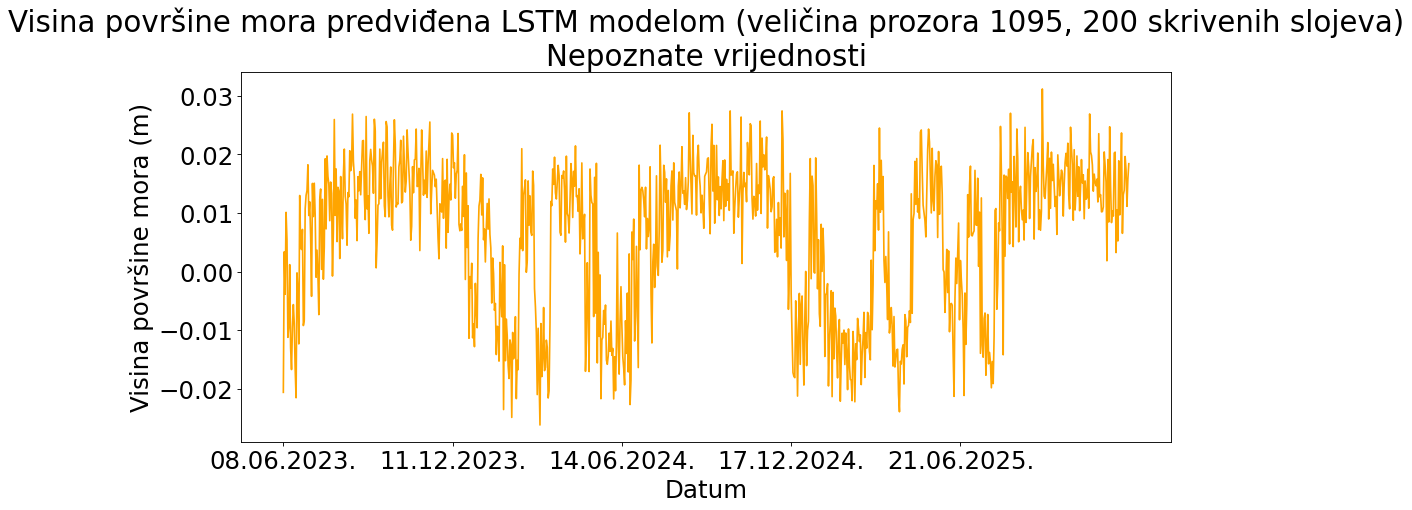 Visina površine mora predviđena LSTM modelom (veličina prozora 1095, 200 skrivenih slojeva)
Nepoznate vrijednosti
Visina površine mora (m)
0.03
0.02
0.01
0.00
−0.01
−0.02
08.06.2023. 11.12.2023. 14.06.2024. 17.12.2024. 21.06.2025.
Datum